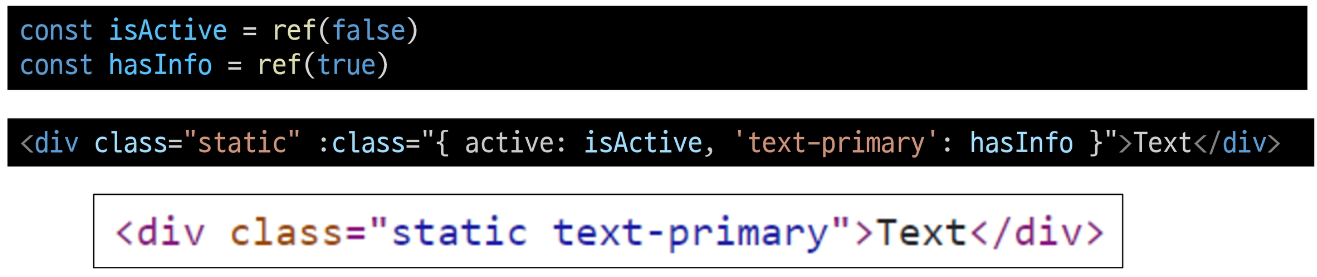 const isActive = ref(false)
const hasInfo = ref(true)
<div class="static" :class="{ active: isActive, 'text-primary': hasInfo }">Text</div>
<div class="static text-primary">Text</div>